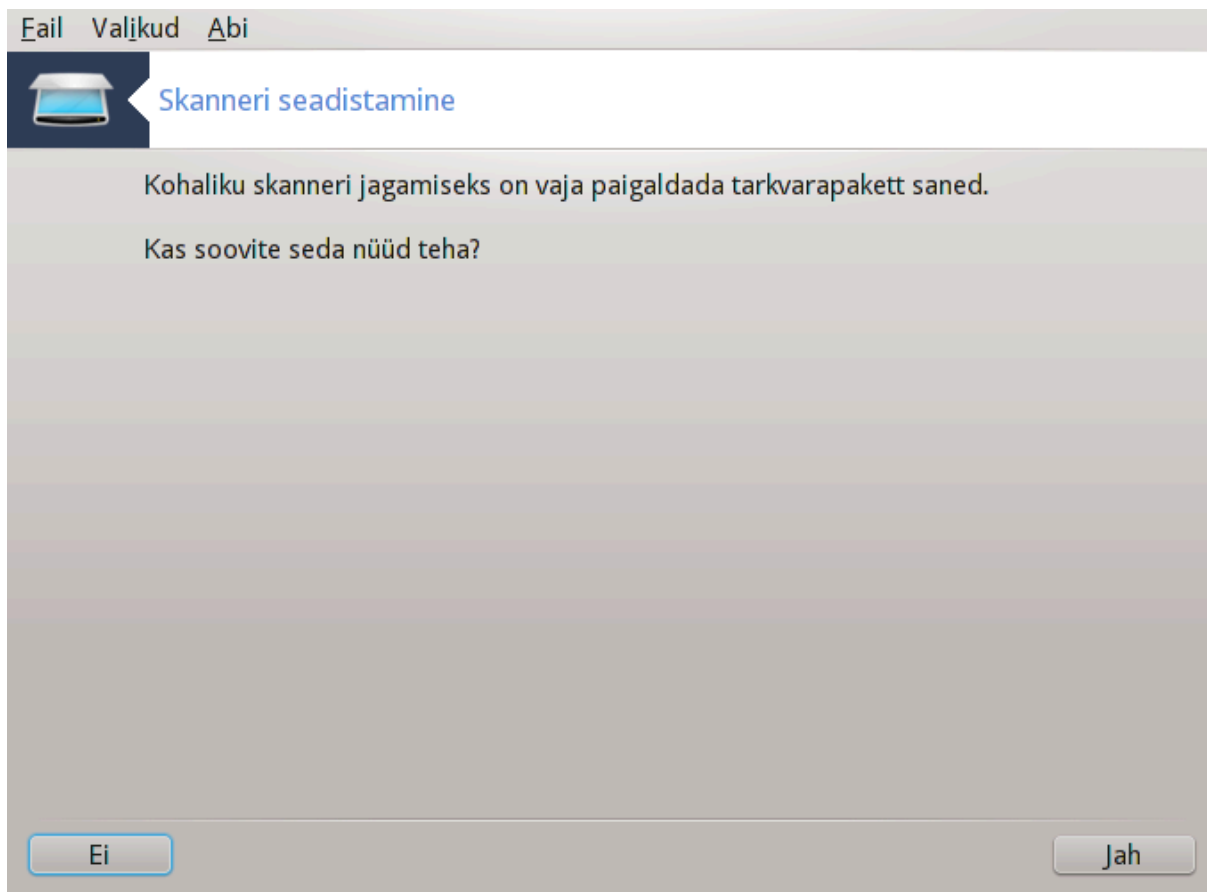 Fail Valikud Abi
Skanneri seadistamine
Kohaliku skanneri jagamiseks on vaja paigaldada tarkvarapakett saned.
Kas soovite seda nüüd teha?
Ei Jah